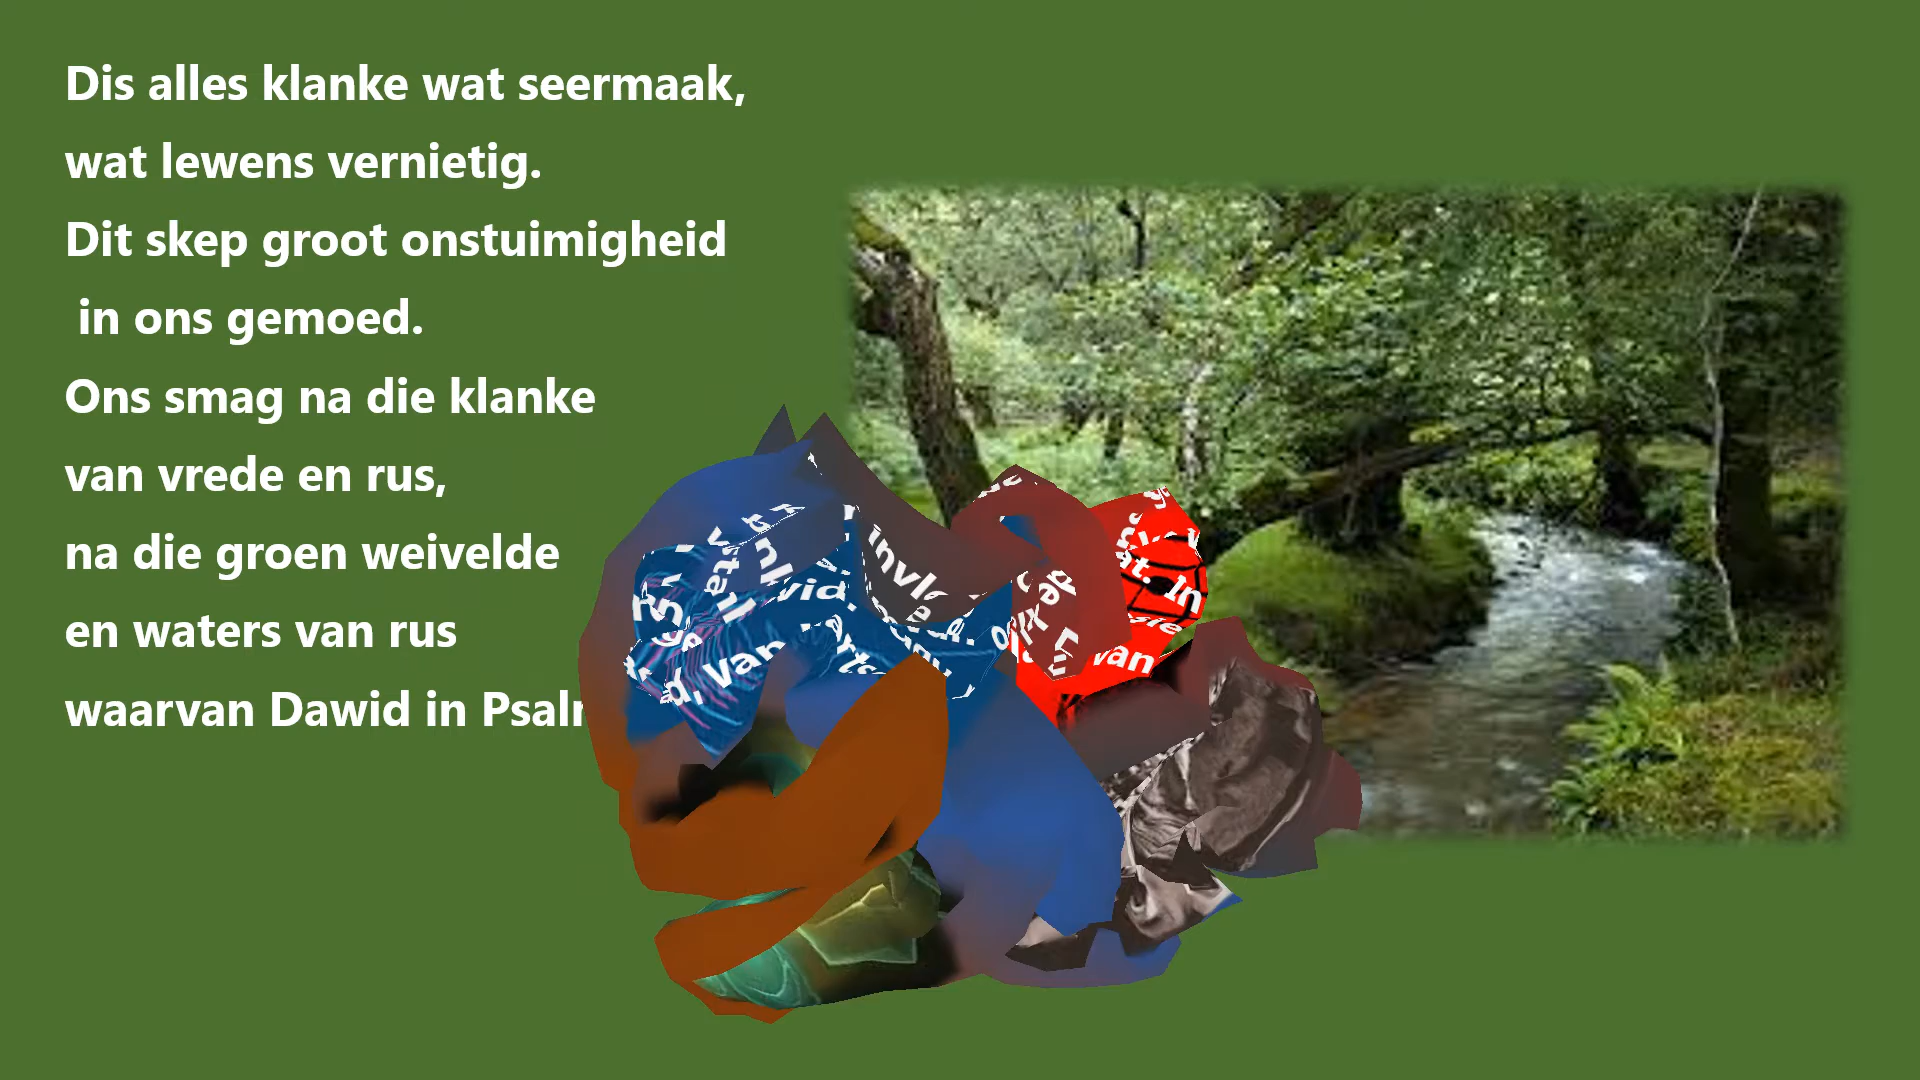 Dis alles klanke wat seermaak,
wat lewens vernietig.
Dit skep groot onstuimigheid
in ons gemoed.
Ons smag na die klanke
van vrede en rus,
na die groen weivelde
en waters van rus
waarvan Dawid in
van